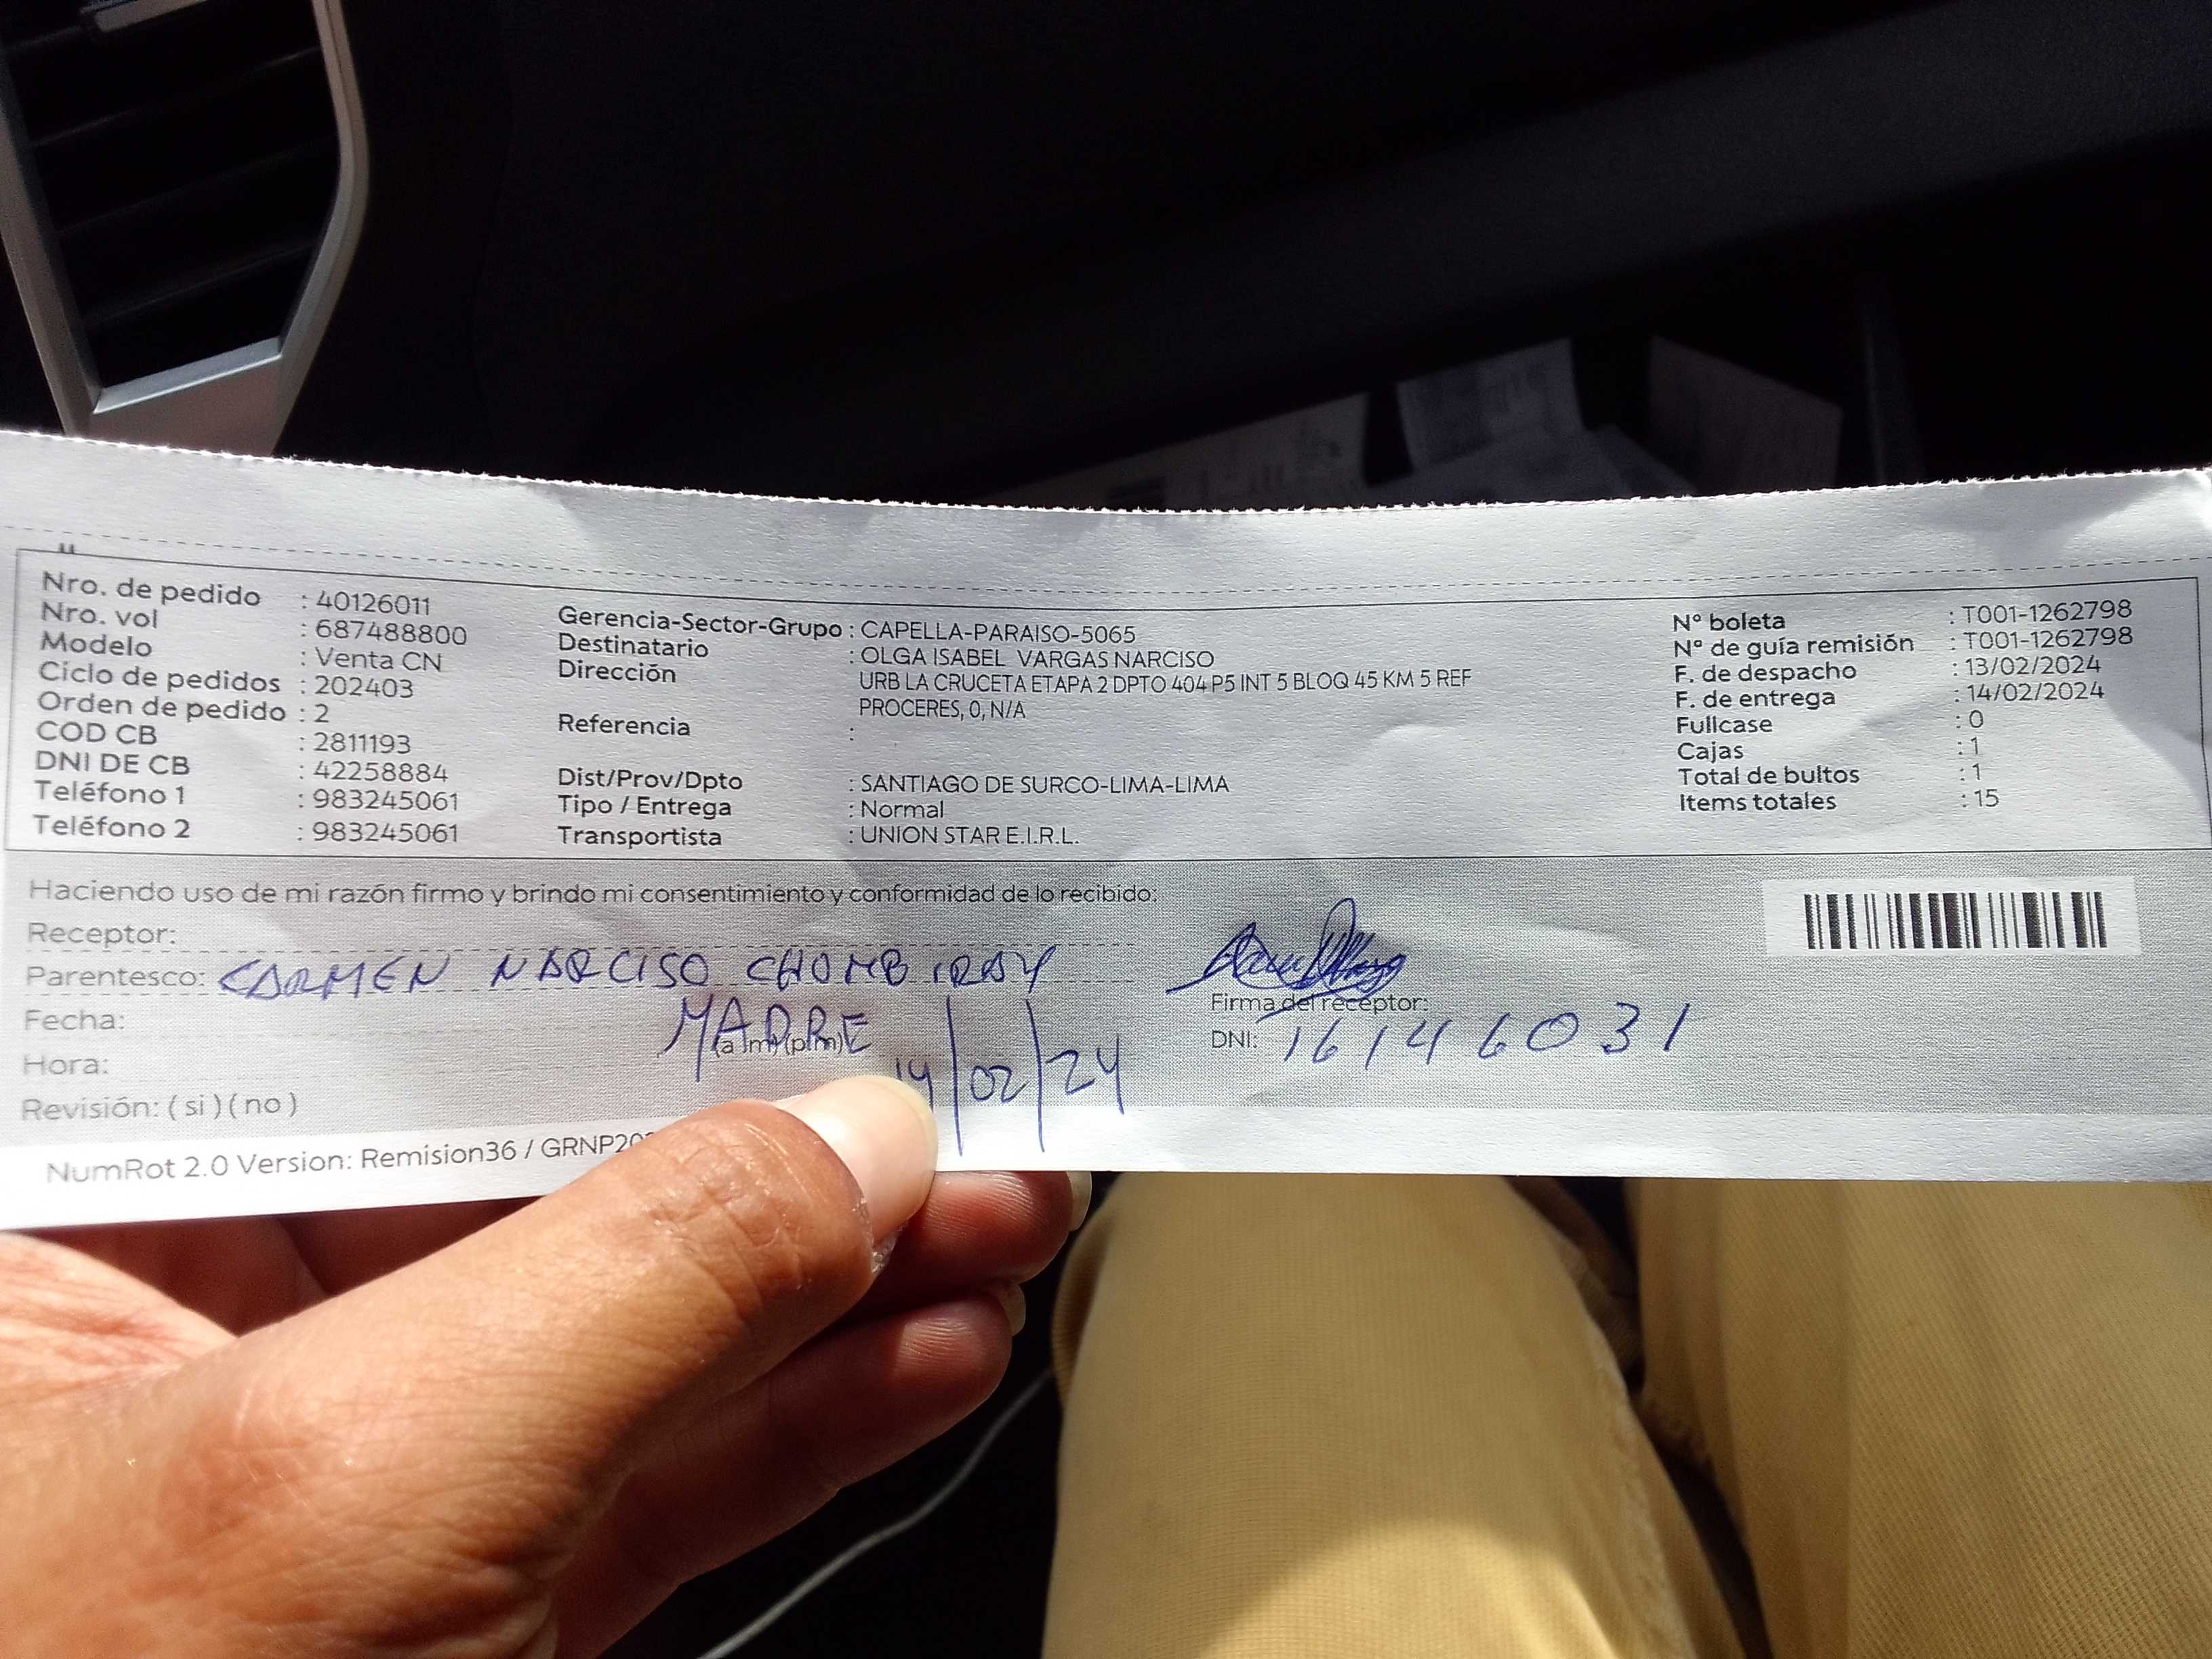 Nro. de pedido : 40126011
Nro. vol : 687488800
Modelo : Venta CN
Ciclo de pedidos : 202403
Orden de pedido : 2
COD CB : 2811193
DNI DE CB : 42258884
Teléfono 1 : 983245061
Teléfono 2 : 983245061
Gerencia-Sector-Grupo : CAPELLA-PARAISO-5065
Destinatario : OLGA ISABEL VARGAS NARCISO
Dirección URB LA CRUCETA ETAPA 2 DPTO 404 P5 INT 5 BLOQ 45 KM 5 REF
PROCERES, 0, N/A
Referencia :
Dist/Prov/Dpto : SANTIAGO DE SURCO-LIMA-LIMA
Tipo / Entrega : Normal
Transportista : UNION STAR E.I.R.L.
N° boleta : T001-1262798
N° de guía remisión : T001-1262798
F. de despacho : 13/02/2024
F. de entrega : 14/02/2024
Fullcase : 0
Cajas : 1
Total de bultos : 1
Items totales : 15
Haciendo uso de mi razón firmo y brindo mi consentimiento y conformidad de lo recibido:
Receptor:
Parentesco: CARMEN NARCISO
Firma del receptor:
Fecha: MADRE
DNI: 16146031
Hora: (a m) (p m) 14/02/24
Revisión: ( si ) ( no )
NumRot 2.0 Version: Remision36 /